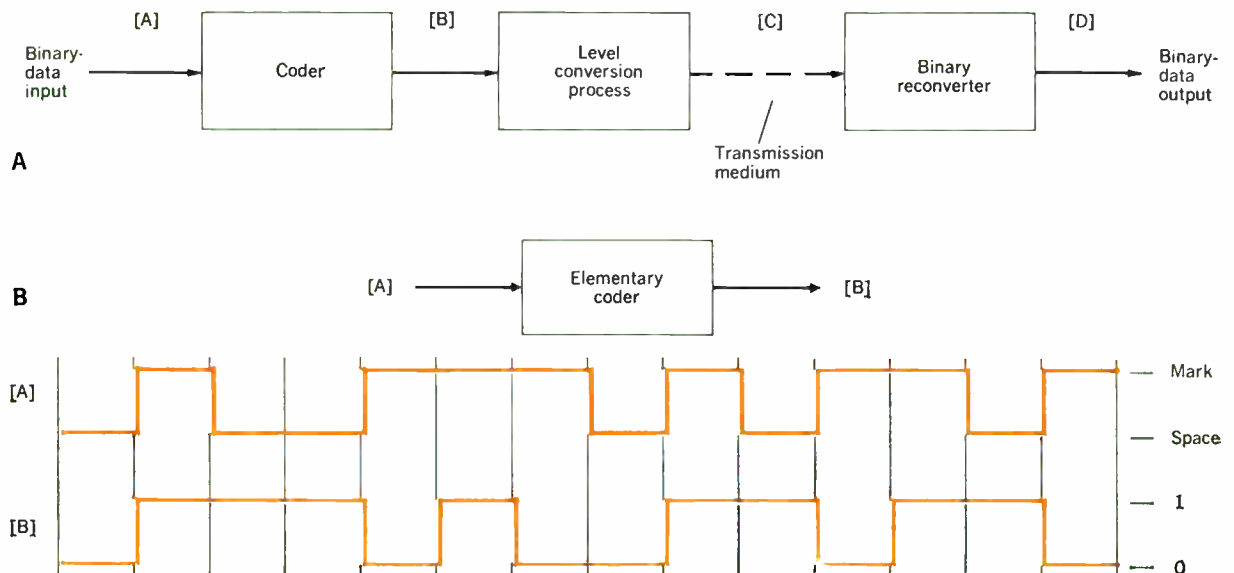 [A]
[B]
[C]
[D]
Binary-
data
input
Coder
Level
conversion
process
Binary
reconverter
Binary-
data
output
Transmission
medium
A
B
[A]
Elementary
coder
[B]
[A]
Mark
Space
[B]
1
0